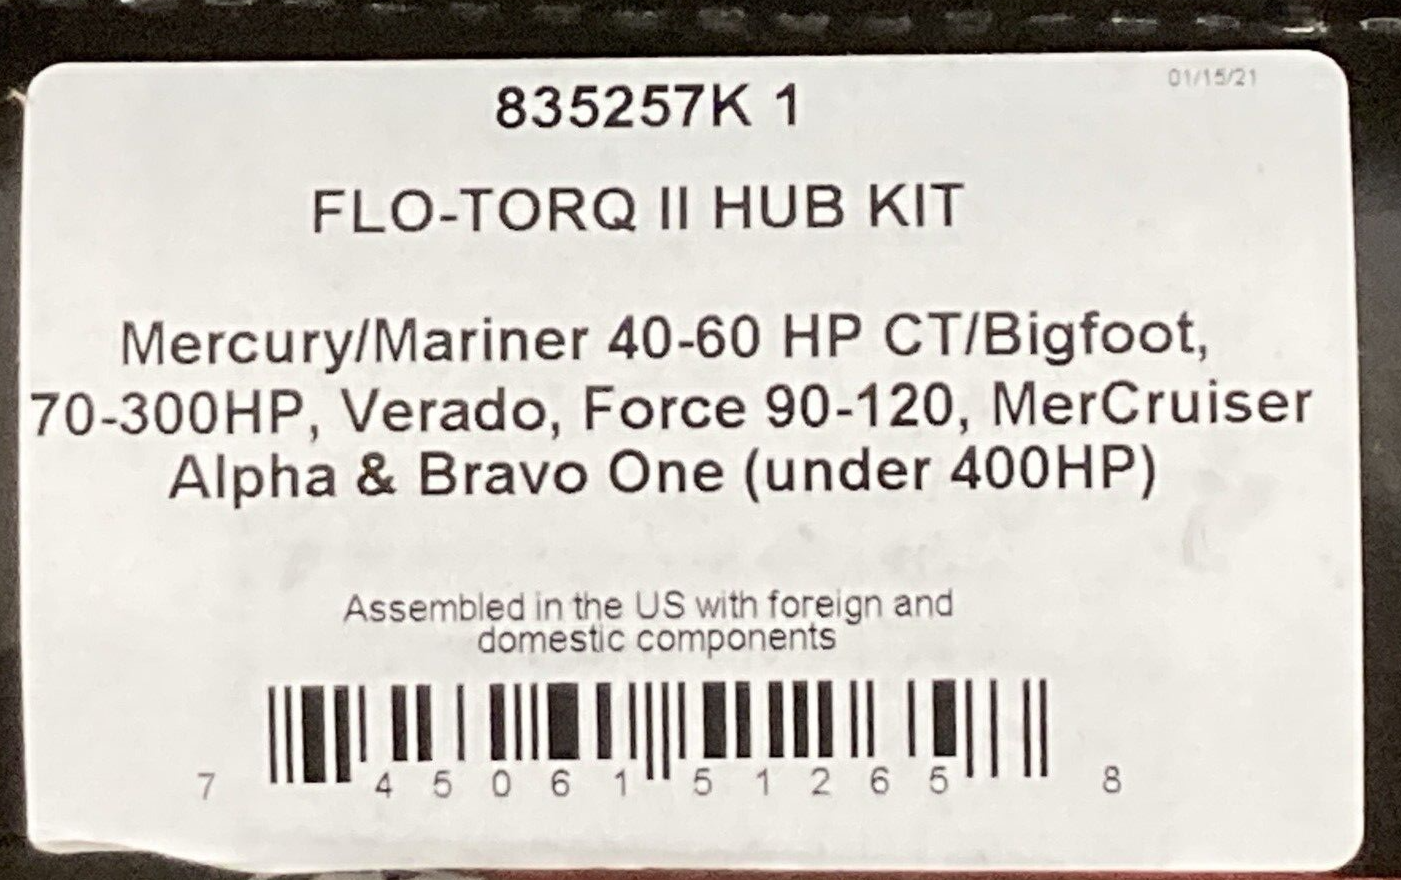 01/15/21
835257K 1
FLO-TORQ II HUB KIT
Mercury/Mariner 40-60 HP CT/Bigfoot,
70-300HP, Verado, Force 90-120, MerCruiser
Alpha & Bravo One (under 400HP)
Assembled in the US with foreign and
domestic components
7 45061 51265 8